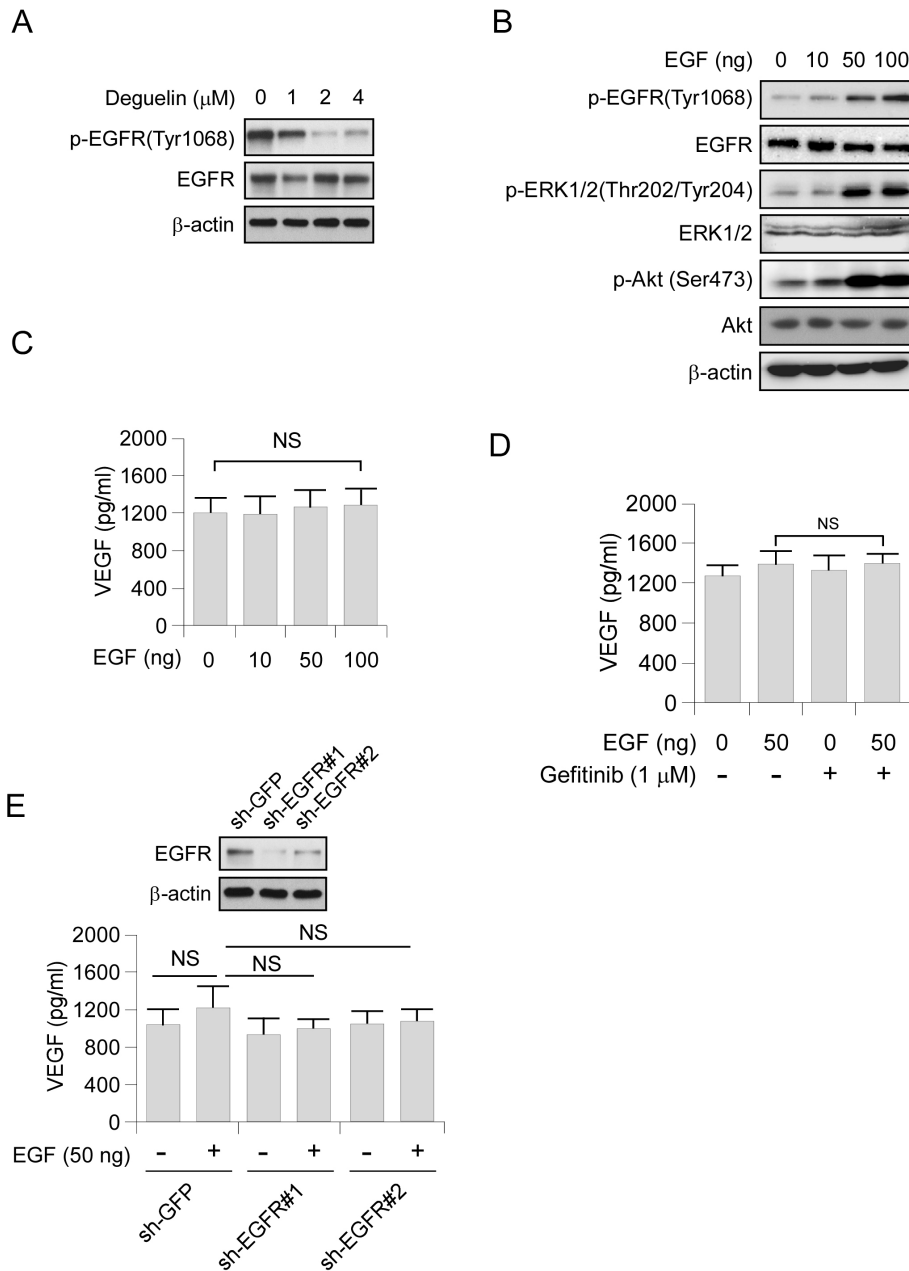 A
Deguelin (μM) 0 1 2 4
p-EGFR(Tyr1068)
EGFR
β-actin
B
EGF (ng) 0 10 50 100
p-EGFR(Tyr1068)
EGFR
p-ERK1/2(Thr202/Tyr204)
ERK1/2
p-Akt (Ser473)
Akt
β-actin
C
NS
2000
1600
1200
800
400
0
VEGF (pg/ml)
EGF (ng) 0 10 50 100
D
NS
2000
1600
1200
800
400
0
VEGF (pg/ml)
EGF (ng) 0 50 0 50
Gefitinib (1 μM) - - + +
E
sh-GFP
sh-EGFR#1
sh-EGFR#2
EGFR
β-actin
NS
NS
NS
2000
1600
1200
800
400
0
VEGF (pg/ml)
EGF (50 ng) - + - + - +
sh-GFP
sh-EGFR#1
sh-EGFR#2